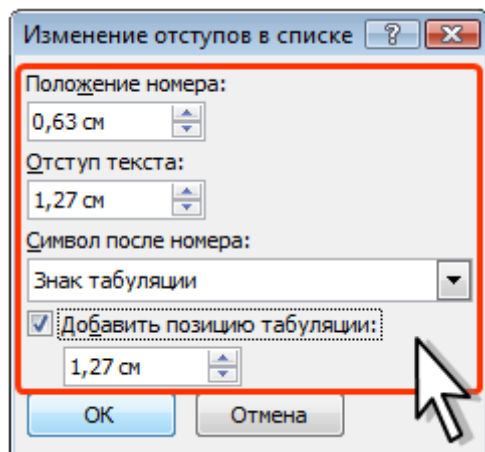 Изменение отступов в списке
Положение номера:
0,63 см
Отступ текста:
1,27 см
Символ после номера:
Знак табуляции
Добавить позицию табуляции:
1,27 см
ОК Отмена